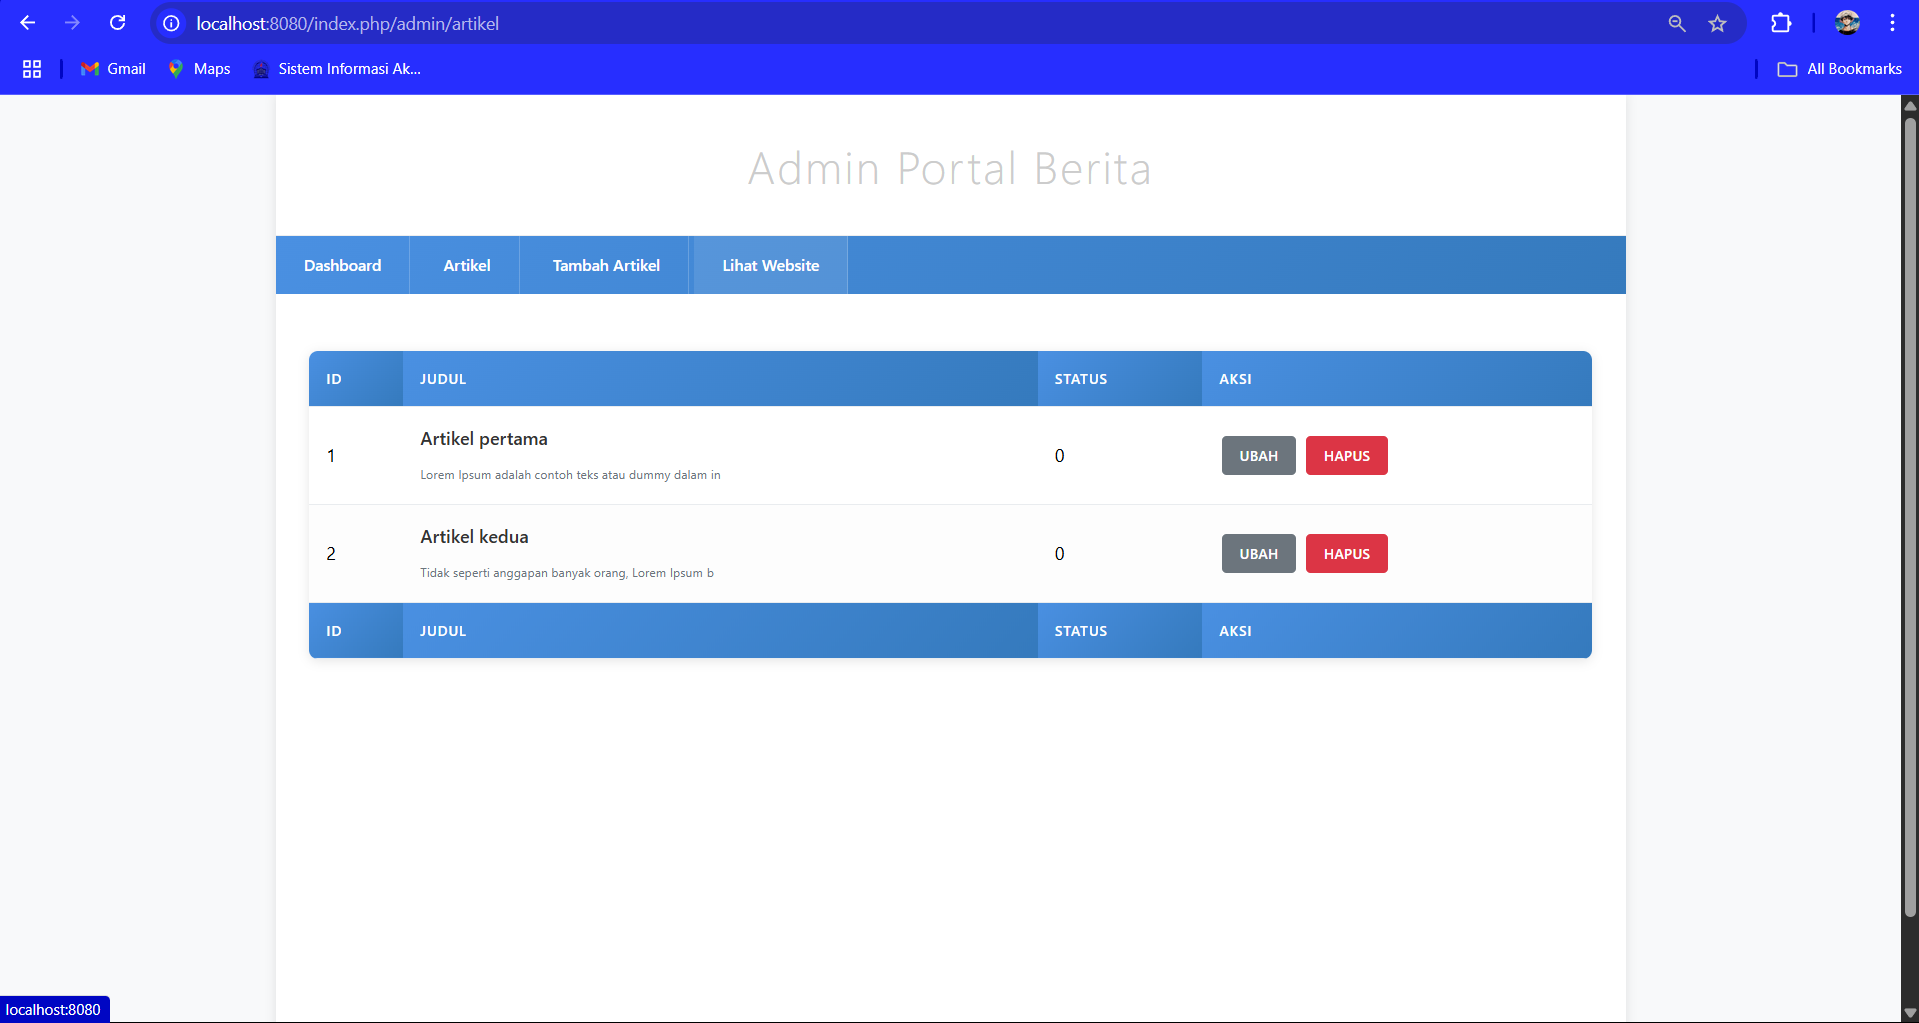 localhost:8080/index.php/admin/artikel
Gmail Maps Sistem Informasi Ak... All Bookmarks
Admin Portal Berita
Dashboard Artikel Tambah Artikel Lihat Website
ID JUDUL STATUS AKSI
Artikel pertama
1 0 UBAH HAPUS
Lorem Ipsum adalah contoh teks atau dummy dalam in
Artikel kedua
2 0 UBAH HAPUS
Tidak seperti anggapan banyak orang, Lorem Ipsum b
ID JUDUL STATUS AKSI
localhost:8080